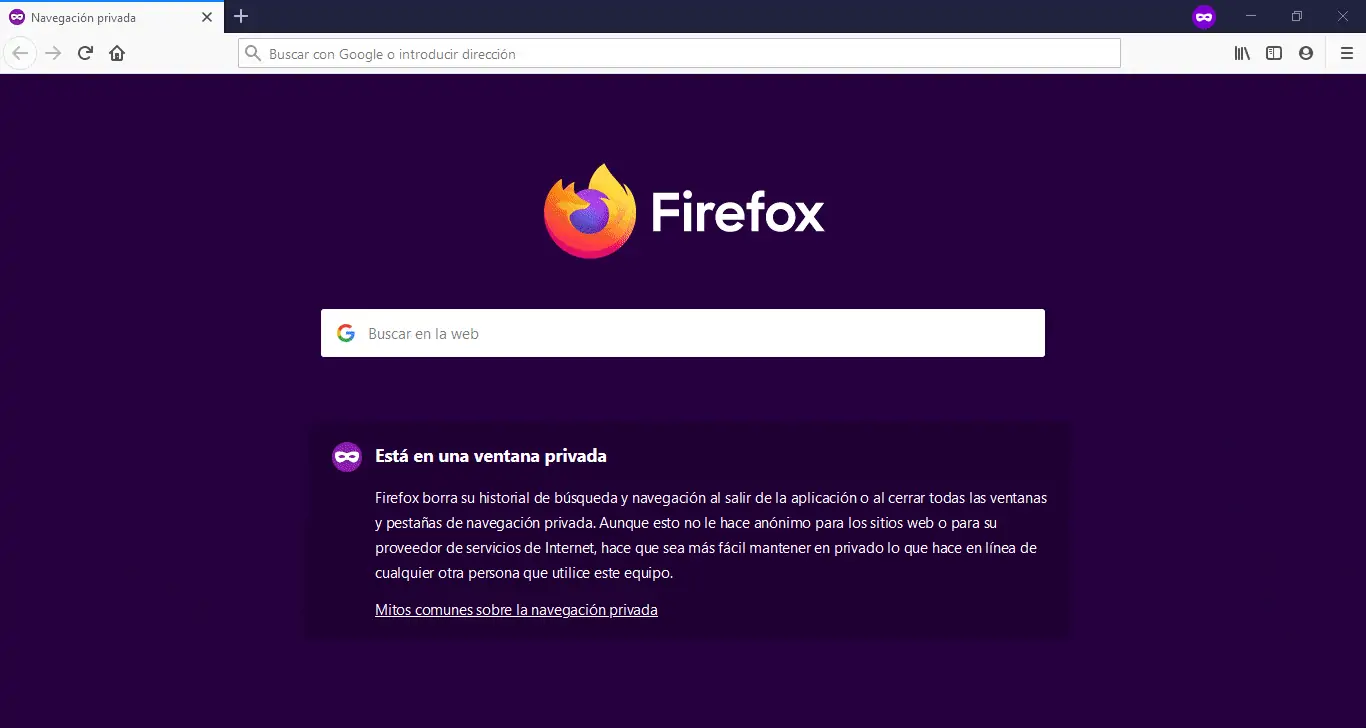 Navegación privada
Buscar con Google o introducir dirección
Firefox
Buscar en la web
Está en una ventana privada
Firefox borra su historial de búsqueda y navegación al salir de la aplicación o al cerrar todas las ventanas
y pestañas de navegación privada. Aunque esto no le hace anónimo para los sitios web o para su
proveedor de servicios de Internet, hace que sea más fácil mantener en privado lo que hace en línea de
cualquier otra persona que utilice este equipo.
Mitos comunes sobre la navegación privada